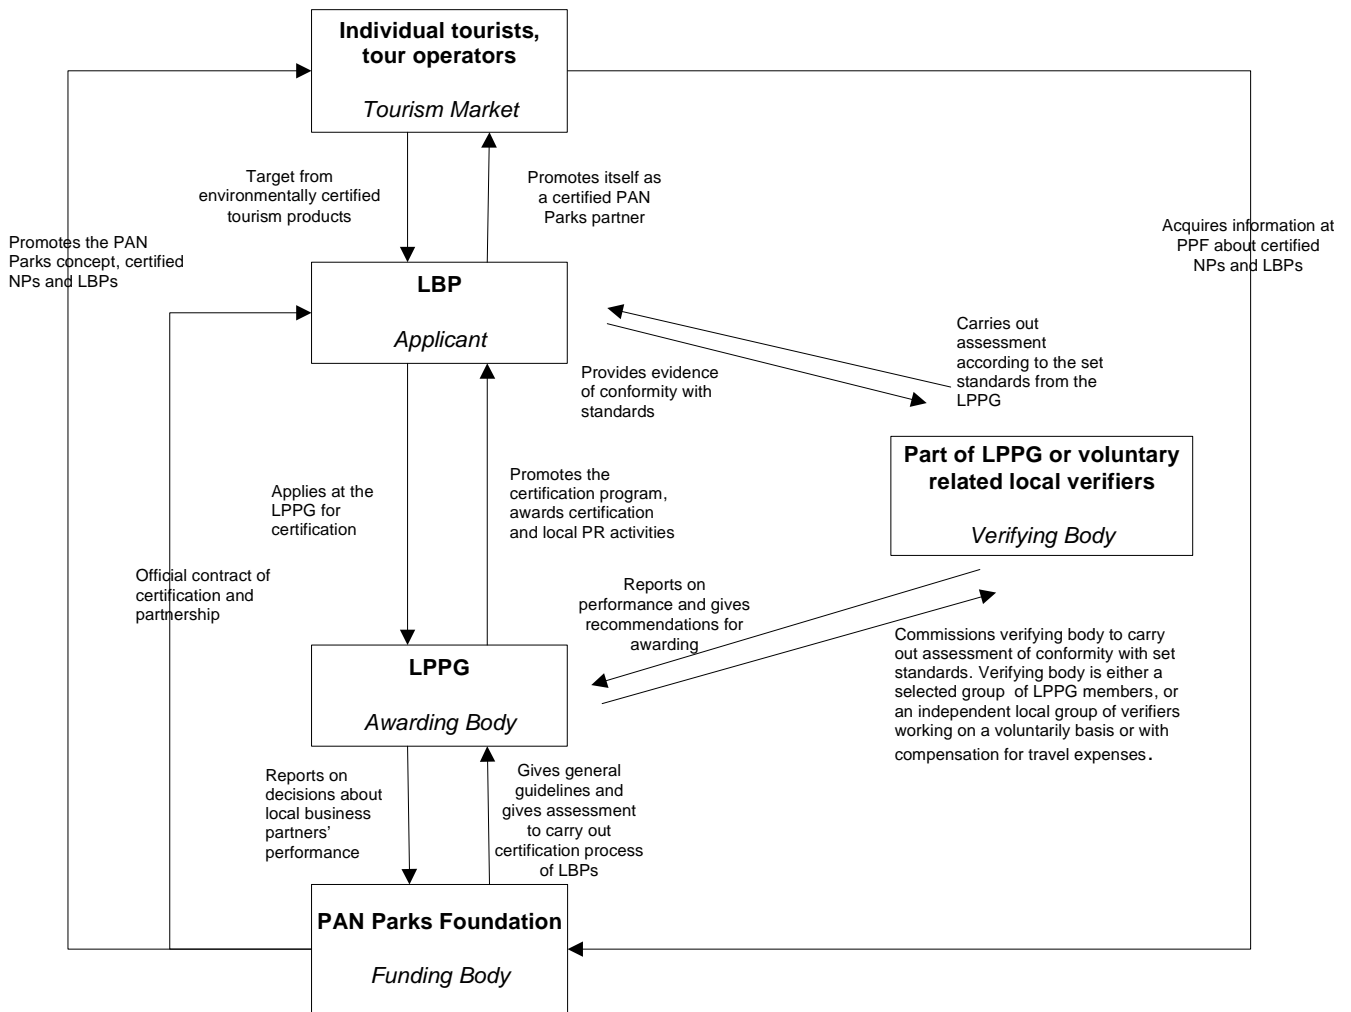 Individual tourists,
tour operators
Tourism Market
Target from
environmentally certified
tourism products
Promotes itself as
a certified PAN
Parks partner
Promotes the PAN
Parks concept, certified
NPs and LBPs
Acquires information at
PPF about certified
NPs and LBPs
LBP
Applicant
Carries out
assessment
according to the set
standards from the
LPPG
Provides evidence
of conformity with
standards
Part of LPPG or voluntary
related local verifiers
Verifying Body
Applies at the
LPPG for
certification
Promotes the
certification program,
awards certification
and local PR activities
Official contract of
certification and
partnership
Reports on
performance and gives
recommendations for
awarding
Commissions verifying body to carry
out assessment of conformity with set
standards. Verifying body is either a
selected group of LPPG members, or
an independent local group of verifiers
working on a voluntarily basis or with
compensation for travel expenses.
LPPG
Awarding Body
Reports on
decisions about
local business
partners’
performance
Gives general
guidelines and
gives assessment
to carry out
certification process
of LBPs
PAN Parks Foundation
Funding Body